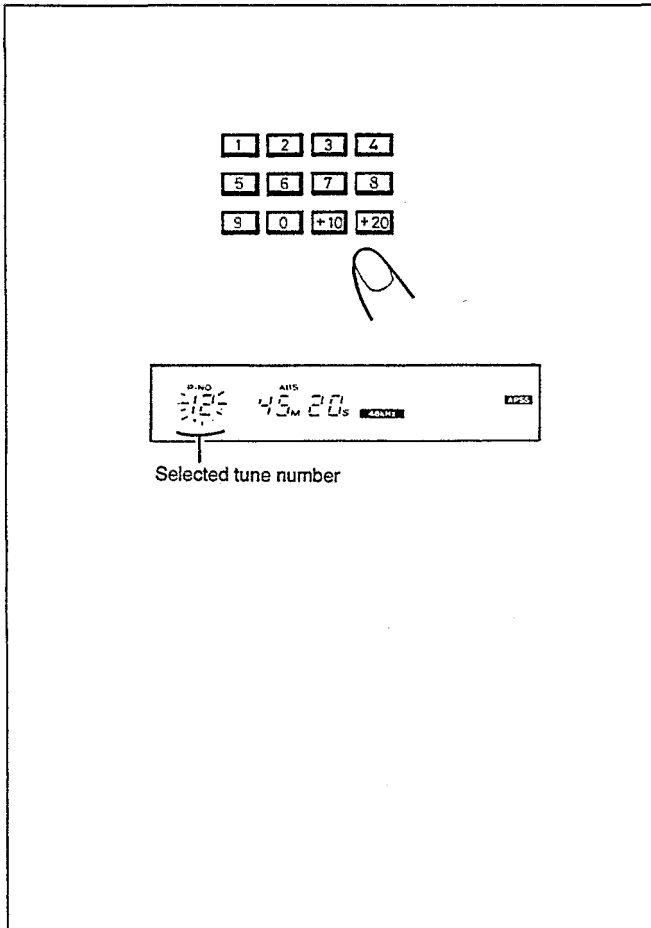 1 2 3 4
5 6 7 8
9 0 +10 +20
P-NO ABS
12 45M 20S 48kHz APSS
Selected tune number